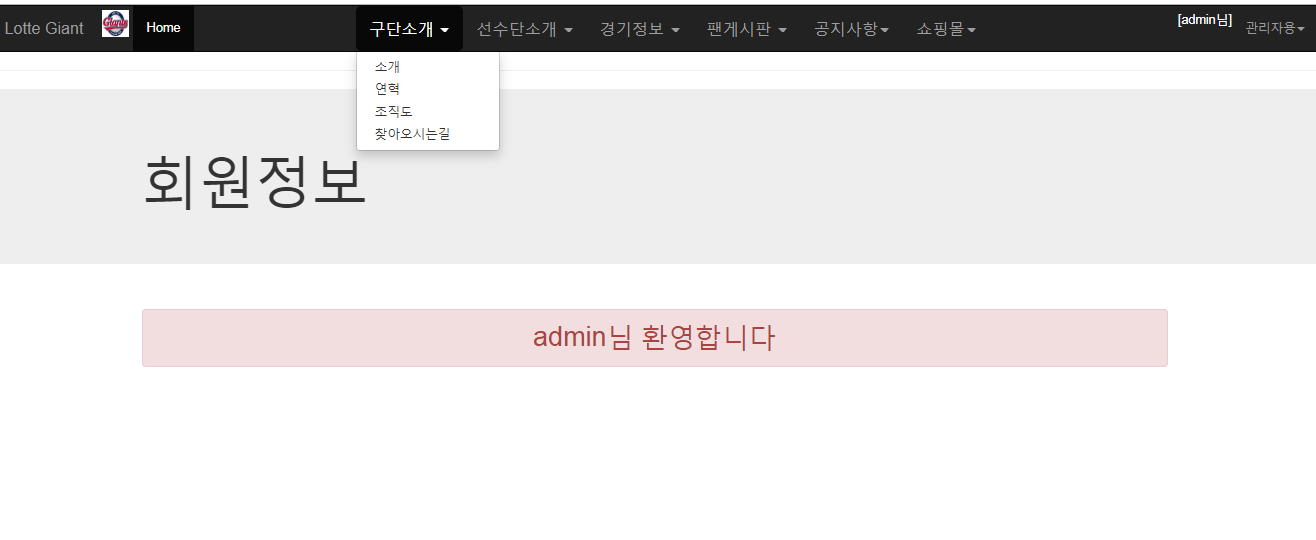 Lotte Giant Giants Home 구단소개 선수단소개 경기정보 팬게시판 공지사항 쇼핑몰 [admin님] 관리자용
소개
연혁
조직도
찾아오시는길
회원정보
admin님 환영합니다